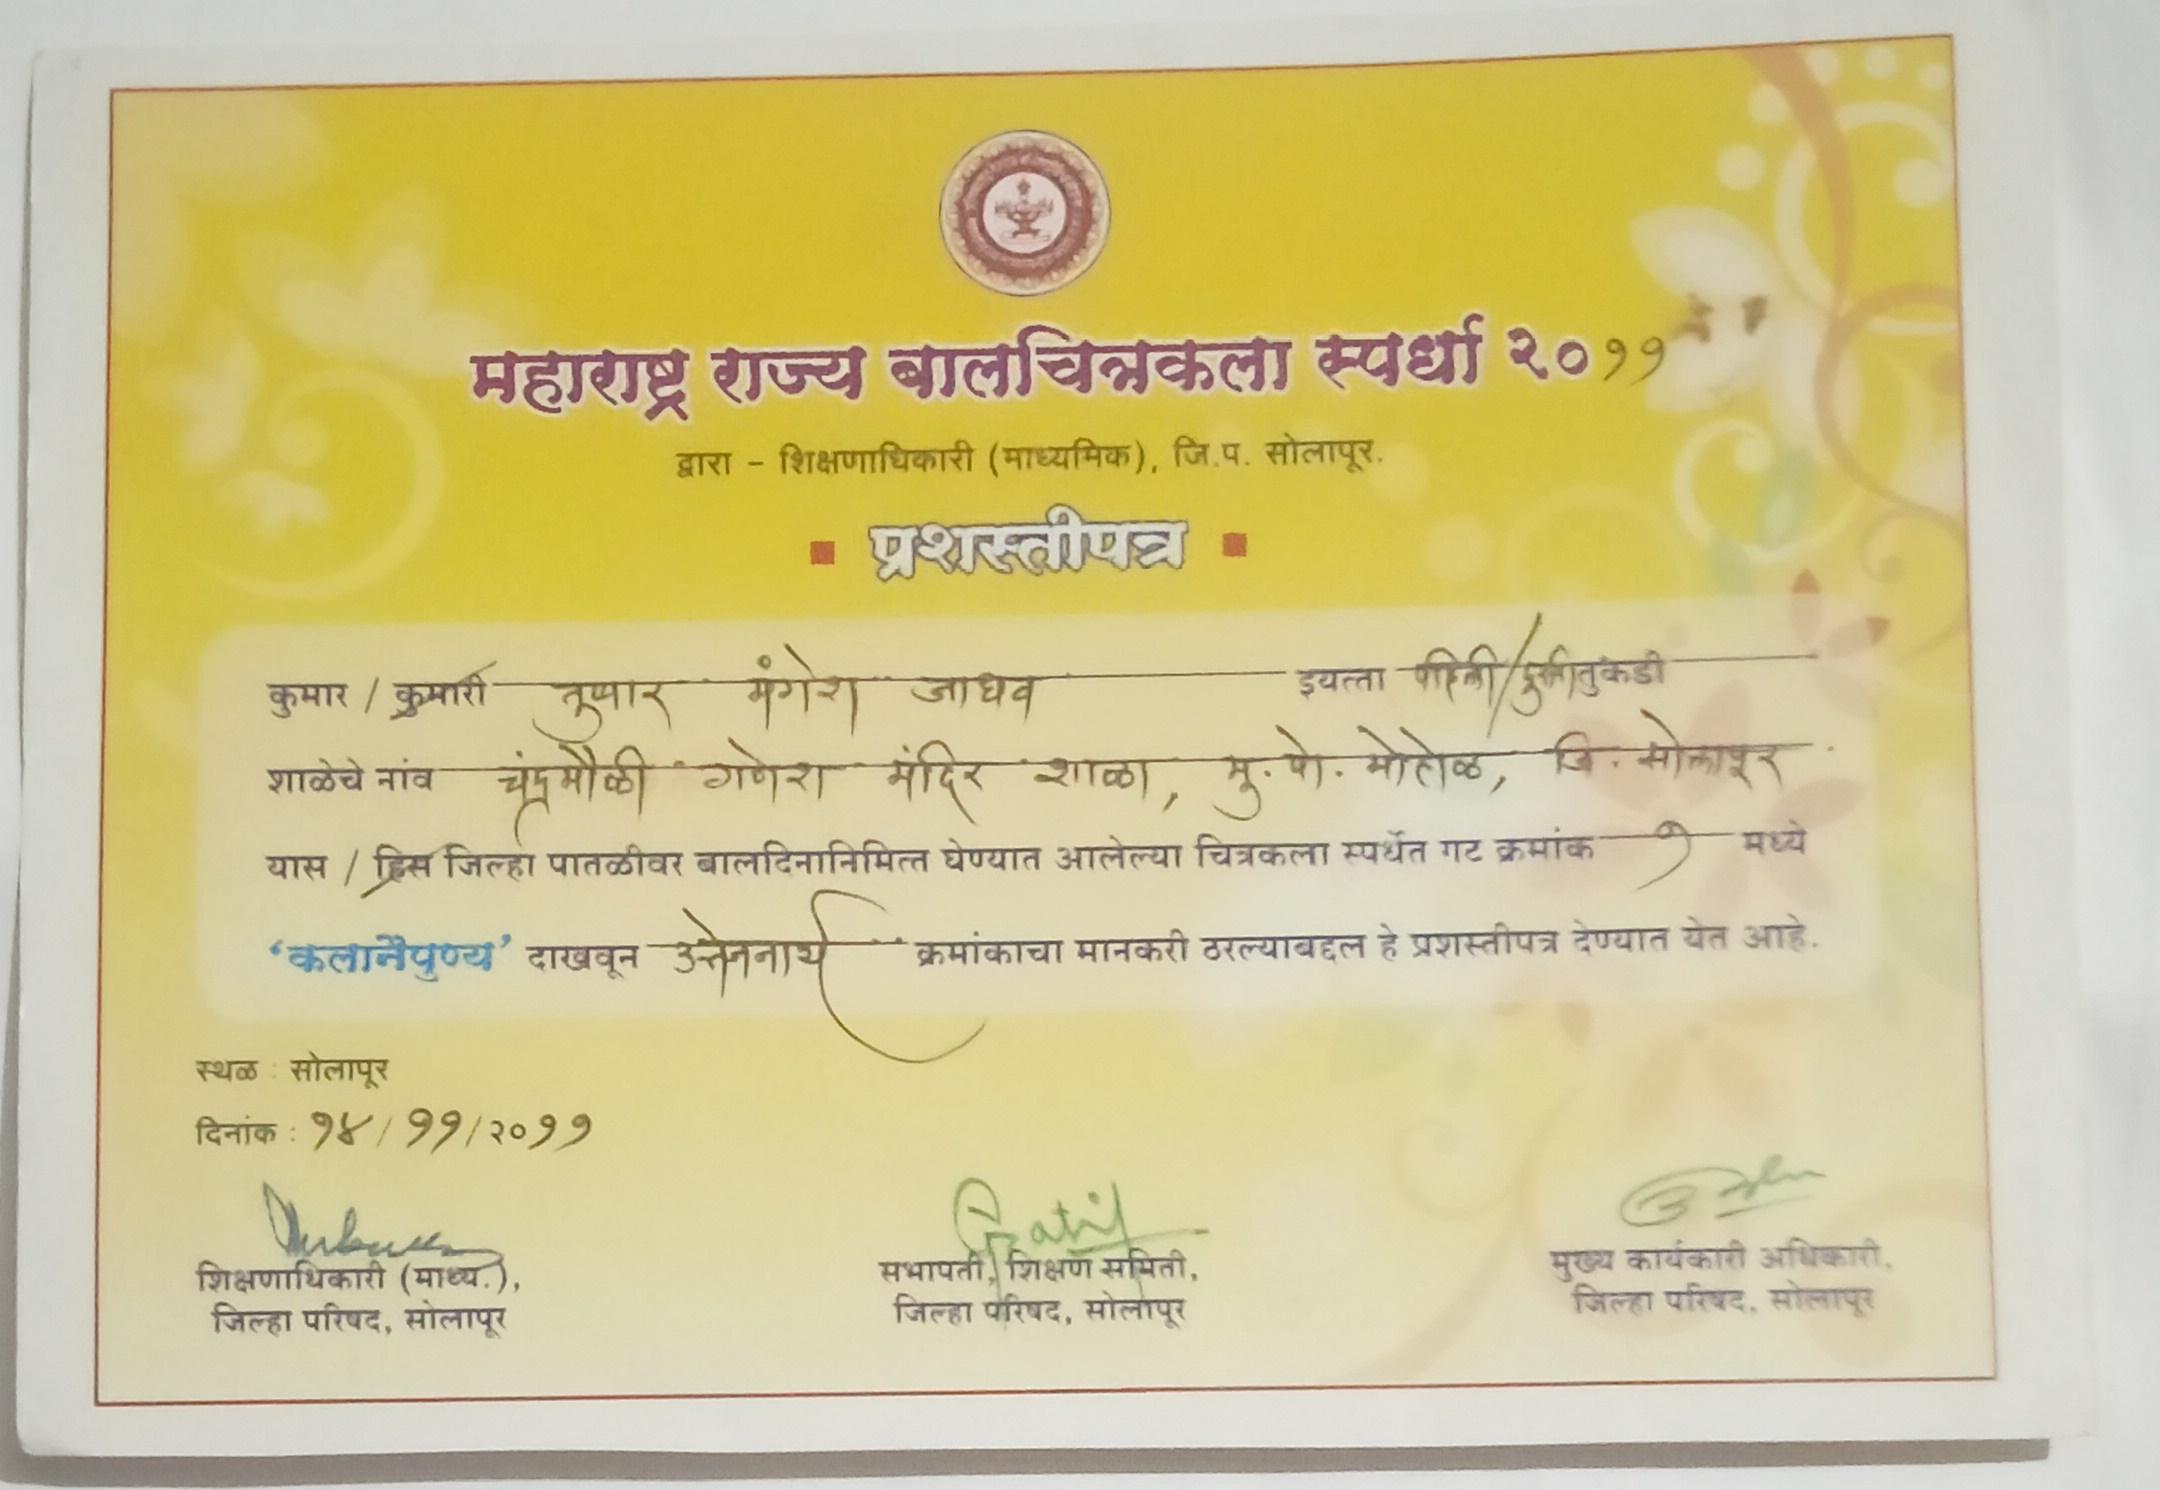 महाराष्ट्र राज्य बालचित्रकला स्पर्धा २०११
द्वारा - शिक्षणाधिकारी (माध्यमिक), जि.प. सोलापूर.
प्रशस्तीपत्र
कुमार / कुमारी तुषार मंगेश जाधव इयत्ता पहिली/दुसरी तुकडी
शाळेचे नांव चंद्रमौळी गणेश मंदिर शाळा, मु. पो. मोहोळ, जि. सोलापूर
यास / हिस जिल्हा पातळीवर बालदिनानिमित्त घेण्यात आलेल्या चित्रकला स्पर्धेत गट क्रमांक १ मध्ये
‘कलानैपुण्य’ दाखवून उत्तेजनार्थ क्रमांकाचा मानकरी ठरल्याबद्दल हे प्रशस्तीपत्र देण्यात येत आहे.
स्थळ : सोलापूर
दिनांक : १४/११/२०११
शिक्षणाधिकारी (माध्य.),
जिल्हा परिषद, सोलापूर
सभापती, शिक्षण समिती,
जिल्हा परिषद, सोलापूर
मुख्य कार्यकारी अधिकारी,
जिल्हा परिषद, सोलापूर